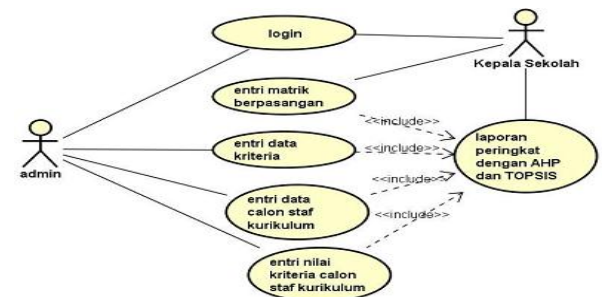 login
Kepala Sekolah
entri matrik
berpasangan
<<include>>
entri data
kriteria
<<include>>
laporan
peringkat
dengan AHP
dan TOPSIS
admin
<<include>>
entri data
calon staf
kurikulum
<<include>>
entri nilai
kriteria calon
staf kurikulum